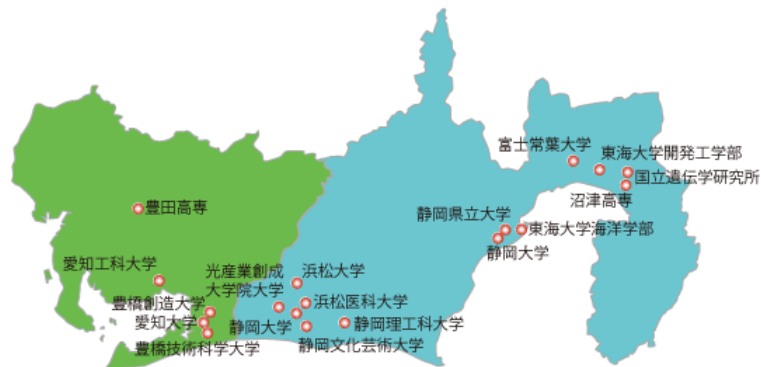 富士常葉大学
東海大学開発工学部
国立遺伝学研究所
沼津高専
豊田高専
静岡県立大学
東海大学海洋学部
静岡大学
愛知工科大学
光産業創成
大学院大学
浜松大学
豊橋創造大学
浜松医科大学
愛知大学
静岡大学
静岡理工科大学
豊橋技術科学大学
静岡文化芸術大学